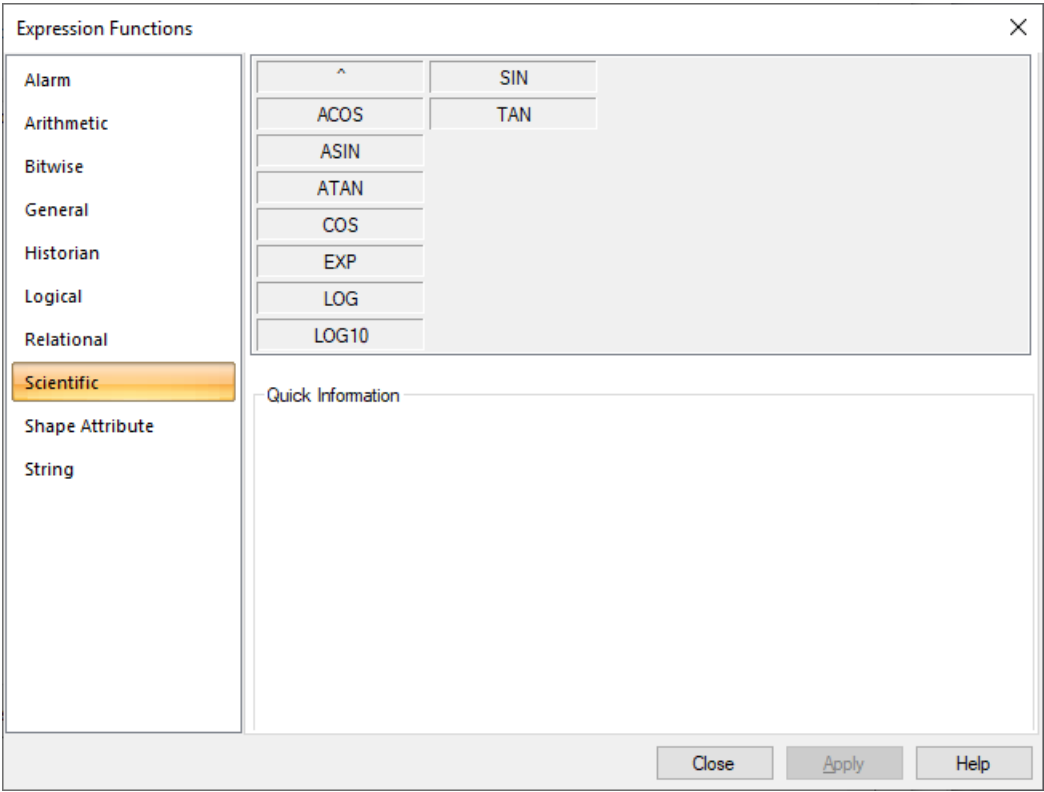 Expression Functions
Alarm
Arithmetic
Bitwise
General
Historian
Logical
Relational
Scientific
Shape Attribute
String
^ SIN
ACOS TAN
ASIN
ATAN
COS
EXP
LOG
LOG10
Quick Information
Close Apply Help